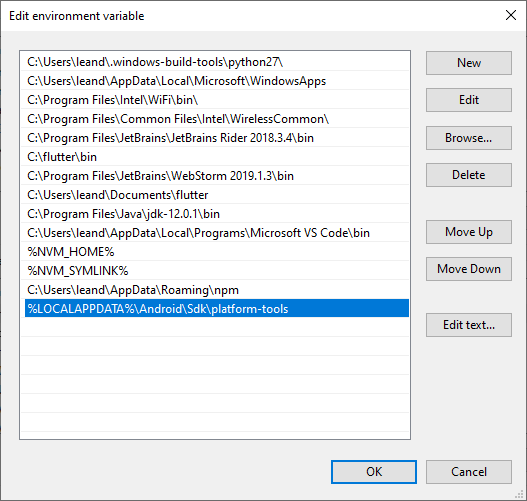 Edit environment variable
C:\Users\leand\.windows-build-tools\python27\
C:\Users\leand\AppData\Local\Microsoft\WindowsApps
C:\Program Files\Intel\WiFi\bin\
C:\Program Files\Common Files\Intel\WirelessCommon\
C:\Program Files\JetBrains\JetBrains Rider 2018.3.4\bin
C:\flutter\bin
C:\Program Files\JetBrains\WebStorm 2019.1.3\bin
C:\Users\leand\Documents\flutter
C:\Program Files\Java\jdk-12.0.1\bin
C:\Users\leand\AppData\Local\Programs\Microsoft VS Code\bin
%NVM_HOME%
%NVM_SYMLINK%
C:\Users\leand\AppData\Roaming\npm
%LOCALAPPDATA%\Android\Sdk\platform-tools
New
Edit
Browse...
Delete
Move Up
Move Down
Edit text...
OK
Cancel